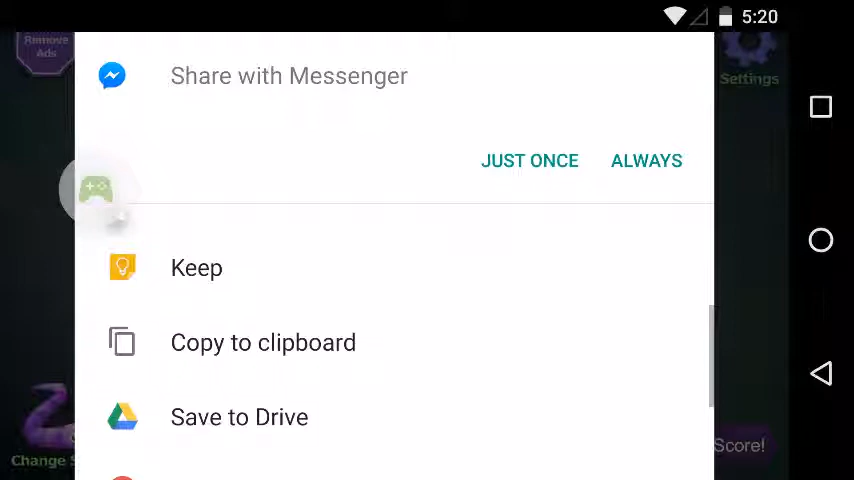 5:20
Remove
Ads
Share with Messenger
Settings
JUST ONCE ALWAYS
Keep
Copy to clipboard
Save to Drive
Score!
Change S